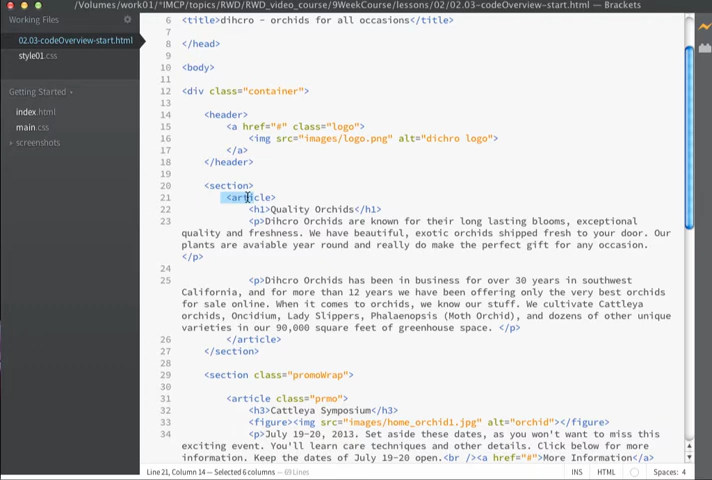 /Volumes/work01/*IMCP/topics/RWD/RWD_video_course/9WeekCourse/lessons/02/02.03-codeOverview-start.html) — Brackets
Working Files
02.03-codeOverview-start.html
style01.css
Getting Started
index.html
main.css
screenshots
6 <title>dihcro - orchids for all occasions</title>
7
8 </head>
9
10 <body>
11
12 <div class="container">
13
14 <header>
15 <a href="#" class="logo">
16 <img src="images/logo.png" alt="dichro logo">
17 </a>
18 </header>
19
20 <section>
21 <article>
22 <h1>Quality Orchids</h1>
23 <p>Dihcro Orchids are known for their long lasting blooms, exceptional
quality and freshness. We have beautiful, exotic orchids shipped fresh to your door. Our
plants are avaiable year round and really do make the perfect gift for any occasion.
</p>
24
25 <p>Dihcro Orchids has been in business for over 30 years in southwest
California, and for more than 12 years we have been offering only the very best orchids
for sale online. When it comes to orchids, we know our stuff. We cultivate Cattleya
orchids, Oncidium, Lady Slippers, Phalaenopsis (Moth Orchid), and dozens of other unique
varieties in our 90,000 square feet of greenhouse space. </p>
26 </article>
27 </section>
28
29 <section class="promoWrap">
30
31 <article class="prmo">
32 <h3>Cattleya Symposium</h3>
33 <figure><img src="images/home_orchid1.jpg" alt="orchid"></figure>
34 <p>July 19-20, 2013. Set aside these dates, as you won't want to miss this
exciting event. You'll learn care techniques and other details. Click below for more
information. Keep the dates of July 19-20 open.<br /><a href="#">More Information</a>
Line 21, Column 14 — Selected 6 columns — 69 Lines
INS HTML Spaces: 4